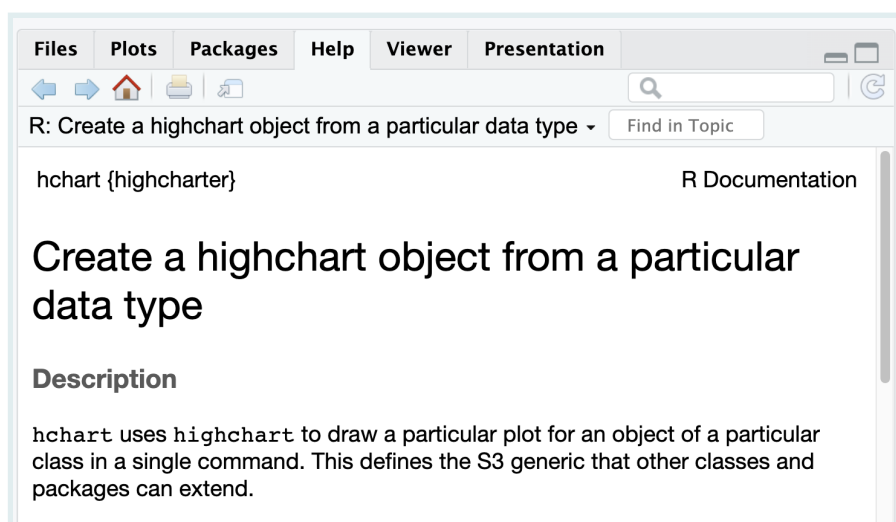 Files Plots Packages Help Viewer Presentation
R: Create a highchart object from a particular data type Find in Topic
hchart {highcharter} R Documentation
Create a highchart object from a particular
data type
Description
hchart uses highchart to draw a particular plot for an object of a particular
class in a single command. This defines the S3 generic that other classes and
packages can extend.